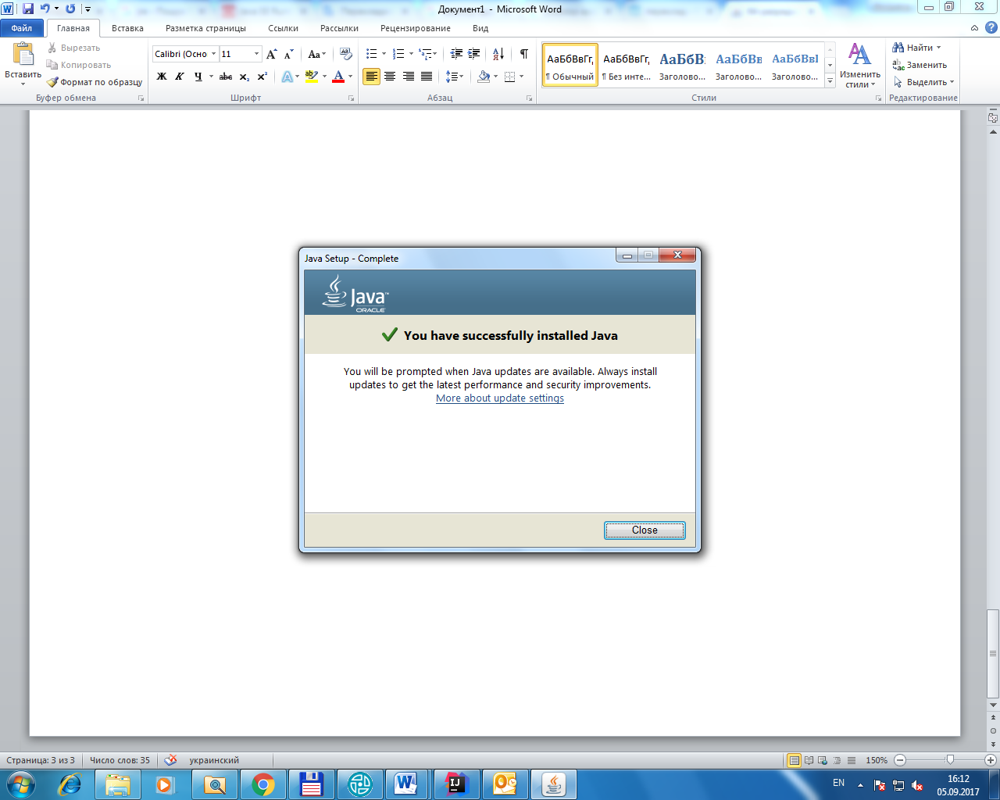 Документ1 - Microsoft Word
Файл Главная Вставка Разметка страницы Ссылки Рассылки Рецензирование Вид
Вставить
Вырезать
Копировать
Формат по образцу
Буфер обмена
Calibri (Осно 11
Ж К Ч abc x₂ x²
Шрифт
Абзац
АаБбВвГг, АаБбВвГг, АаБбВ АаБбВв АаБбВвІ
¶ Обычный ¶ Без инте... Заголово... Заголово... Заголово...
Изменить стили
Стили
Найти
Заменить
Выделить
Редактирование
Java Setup - Complete
Java™
ORACLE
You have successfully installed Java
You will be prompted when Java updates are available. Always install
updates to get the latest performance and security improvements.
More about update settings
Close
Страница: 3 из 3 Число слов: 35 украинский 150%
EN 16:12
05.09.2017